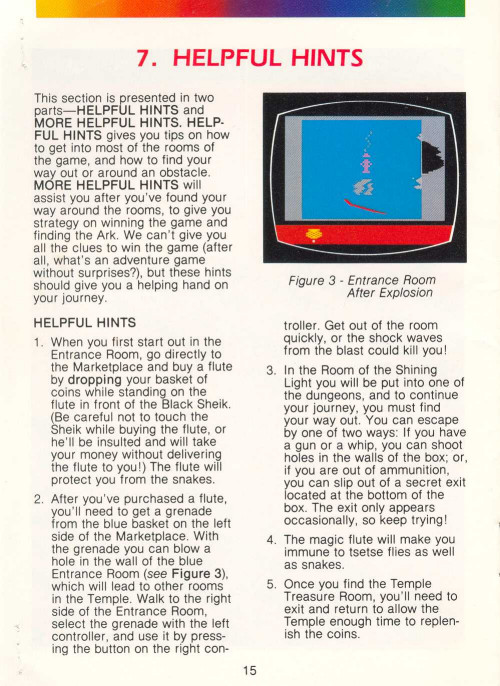 7. HELPFUL HINTS
This section is presented in two
parts—HELPFUL HINTS and
MORE HELPFUL HINTS. HELP-
FUL HINTS gives you tips on how
to get into most of the rooms of
the game, and how to find your
way out or around an obstacle.
MORE HELPFUL HINTS will
assist you after you've found your
way around the rooms, to give you
strategy on winning the game and
finding the Ark. We can't give you
all the clues to win the game (after
all, what's an adventure game
without surprises?), but these hints
should give you a helping hand on
your journey.
HELPFUL HINTS
1. When you first start out in the
Entrance Room, go directly to
the Marketplace and buy a flute
by dropping your basket of
coins while standing on the
flute in front of the Black Sheik.
(Be careful not to touch the
Sheik while buying the flute, or
he'll be insulted and will take
your money without delivering
the flute to you!) The flute will
protect you from the snakes.
2. After you've purchased a flute,
you'll need to get a grenade
from the blue basket on the left
side of the Marketplace. With
the grenade you can blow a
hole in the wall of the blue
Entrance Room (see Figure 3),
which will lead to other rooms
in the Temple. Walk to the right
side of the Entrance Room,
select the grenade with the left
controller, and use it by press-
ing the button on the right con-
Figure 3 - Entrance Room
After Explosion
troller. Get out of the room
quickly, or the shock waves
from the blast could kill you!
3. In the Room of the Shining
Light you will be put into one of
the dungeons, and to continue
your journey, you must find
your way out. You can escape
by one of two ways: If you have
a gun or a whip, you can shoot
holes in the walls of the box; or,
if you are out of ammunition,
you can slip out of a secret exit
located at the bottom of the
box. The exit only appears
occasionally, so keep trying!
4. The magic flute will make you
immune to tsetse flies as well
as snakes.
5. Once you find the Temple
Treasure Room, you'll need to
exit and return to allow the
Temple enough time to replen-
ish the coins.
15